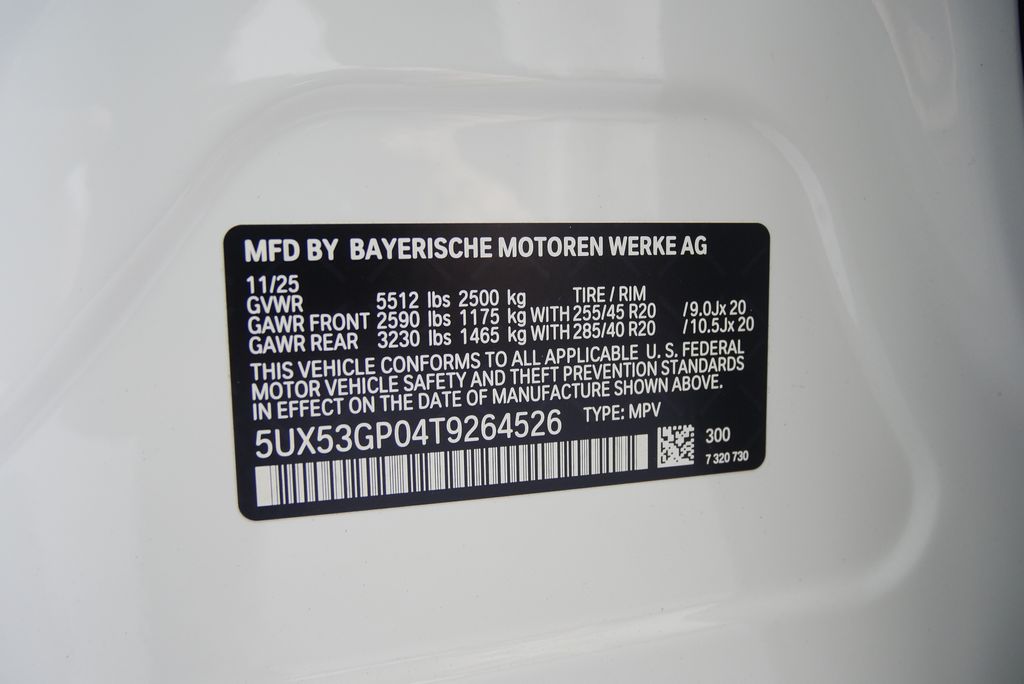 MFD BY BAYERISCHE MOTOREN WERKE AG
11/25
GVWR 5512 lbs 2500 kg TIRE / RIM
GAWR FRONT 2590 lbs 1175 kg WITH 255/45 R20 /9.0Jx 20
GAWR REAR 3230 lbs 1465 kg WITH 285/40 R20 /10.5Jx 20
THIS VEHICLE CONFORMS TO ALL APPLICABLE U. S. FEDERAL
MOTOR VEHICLE SAFETY AND THEFT PREVENTION STANDARDS
IN EFFECT ON THE DATE OF MANUFACTURE SHOWN ABOVE.
5UX53GP04T9264526 TYPE: MPV
300
7 320 730